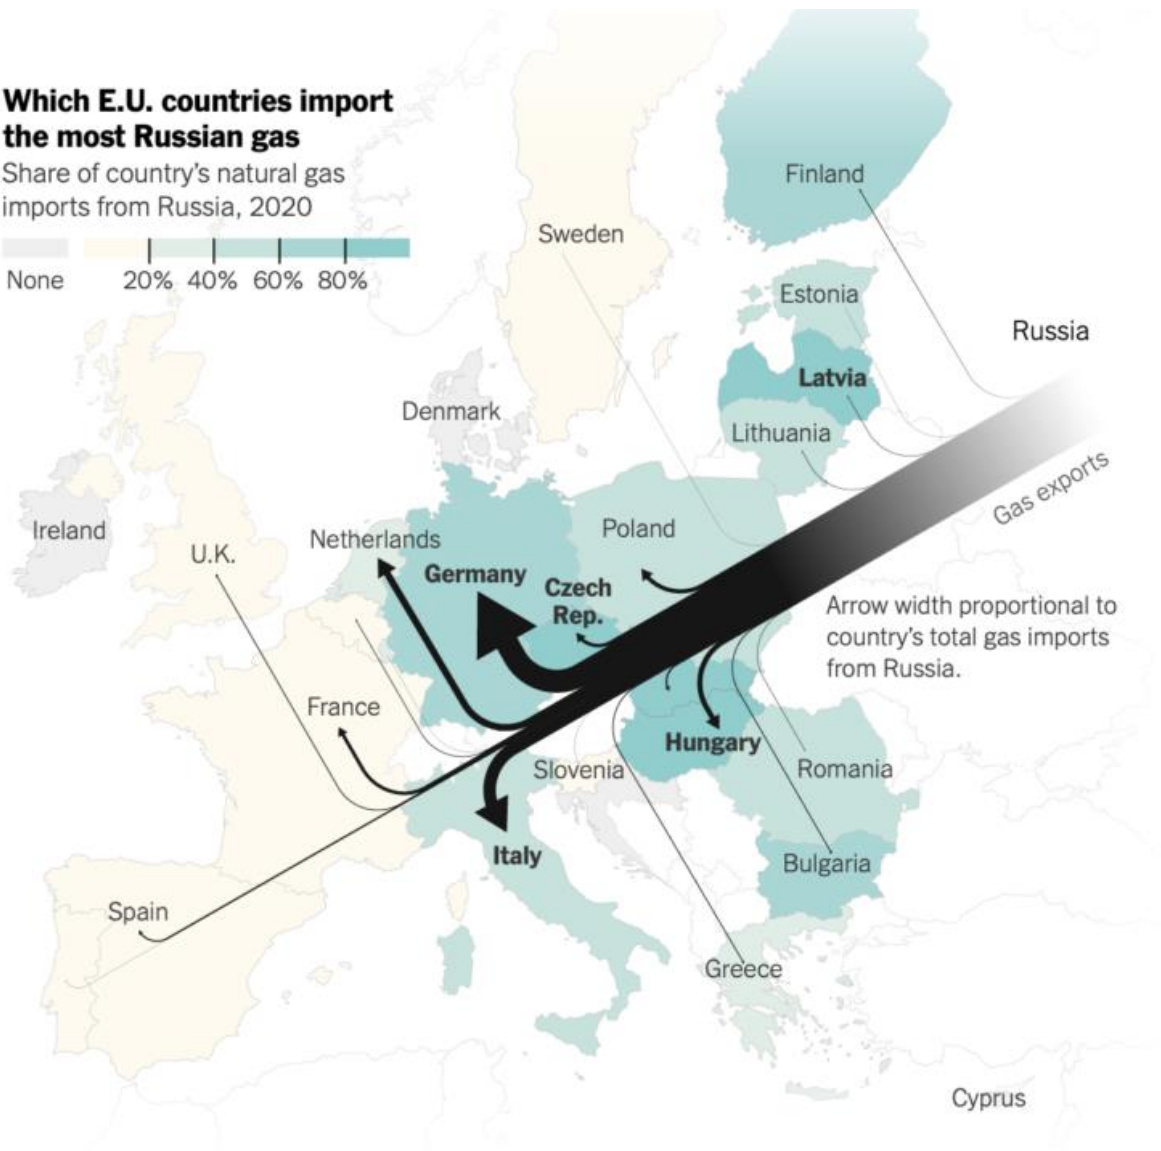 Which E.U. countries import
the most Russian gas
Share of country's natural gas
imports from Russia, 2020
None
20% 40% 60% 80%
Finland
Sweden
Estonia
Russia
Latvia
Denmark
Lithuania
Gas exports
Ireland
U.K.
Netherlands
Poland
Germany
Czech
Rep.
Arrow width proportional to
country's total gas imports
from Russia.
France
Hungary
Slovenia
Romania
Italy
Bulgaria
Spain
Greece
Cyprus